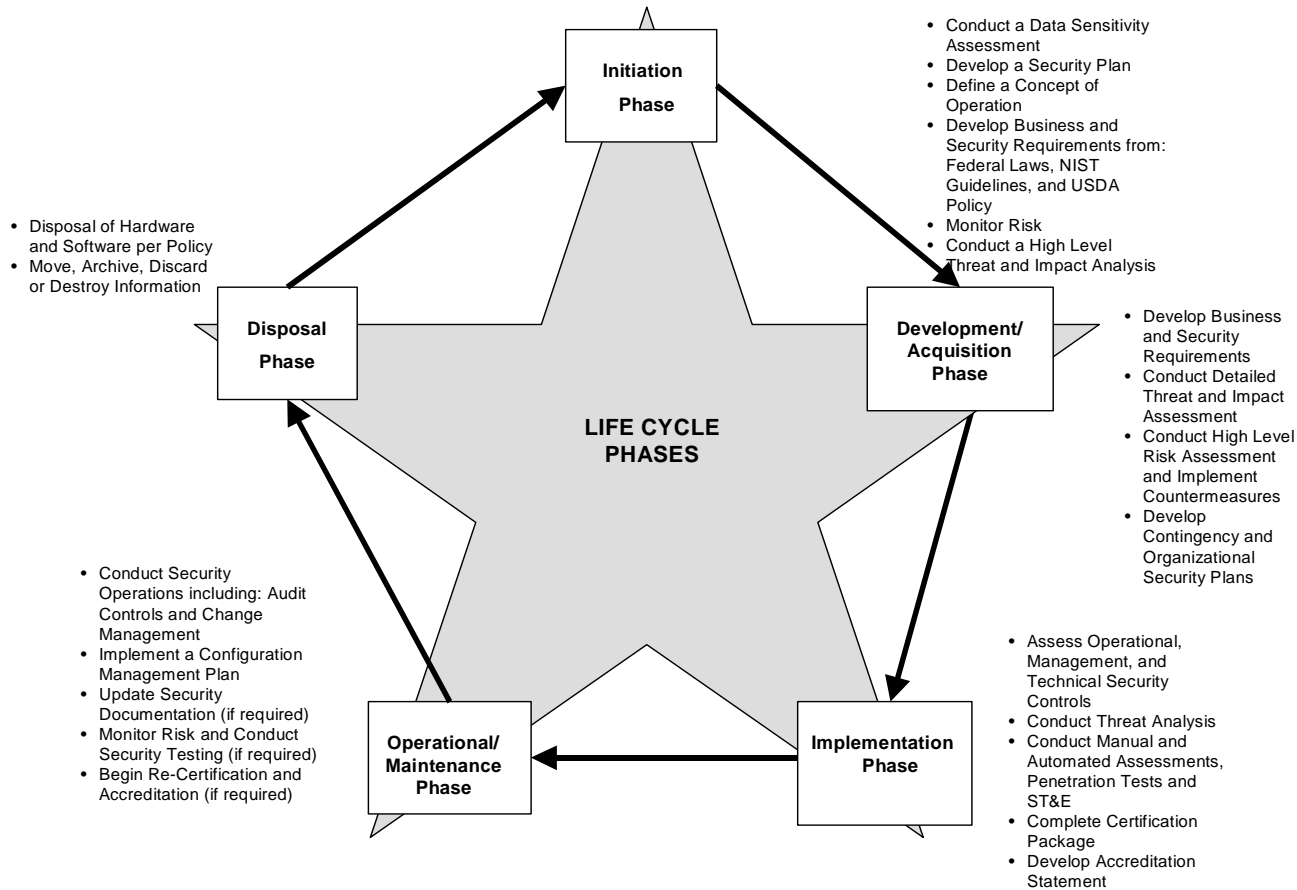 Initiation
Phase
• Conduct a Data Sensitivity
Assessment
• Develop a Security Plan
• Define a Concept of
Operation
• Develop Business and
Security Requirements from:
Federal Laws, NIST
Guidelines, and USDA
Policy
• Monitor Risk
• Conduct a High Level
Threat and Impact Analysis
• Disposal of Hardware
and Software per Policy
• Move, Archive, Discard
or Destroy Information
Disposal
Phase
Development/
Acquisition
Phase
• Develop Business
and Security
Requirements
• Conduct Detailed
Threat and Impact
Assessment
• Conduct High Level
Risk Assessment
and Implement
Countermeasures
• Develop
Contingency and
Organizational
Security Plans
LIFE CYCLE
PHASES
• Conduct Security
Operations including: Audit
Controls and Change
Management
• Implement a Configuration
Management Plan
• Update Security
Documentation (if required)
• Monitor Risk and Conduct
Security Testing (if required)
• Begin Re-Certification and
Accreditation (if required)
Operational/
Maintenance
Phase
Implementation
Phase
• Assess Operational,
Management, and
Technical Security
Controls
• Conduct Threat Analysis
• Conduct Manual and
Automated Assessments,
Penetration Tests and
ST&E
• Complete Certification
Package
• Develop Accreditation
Statement